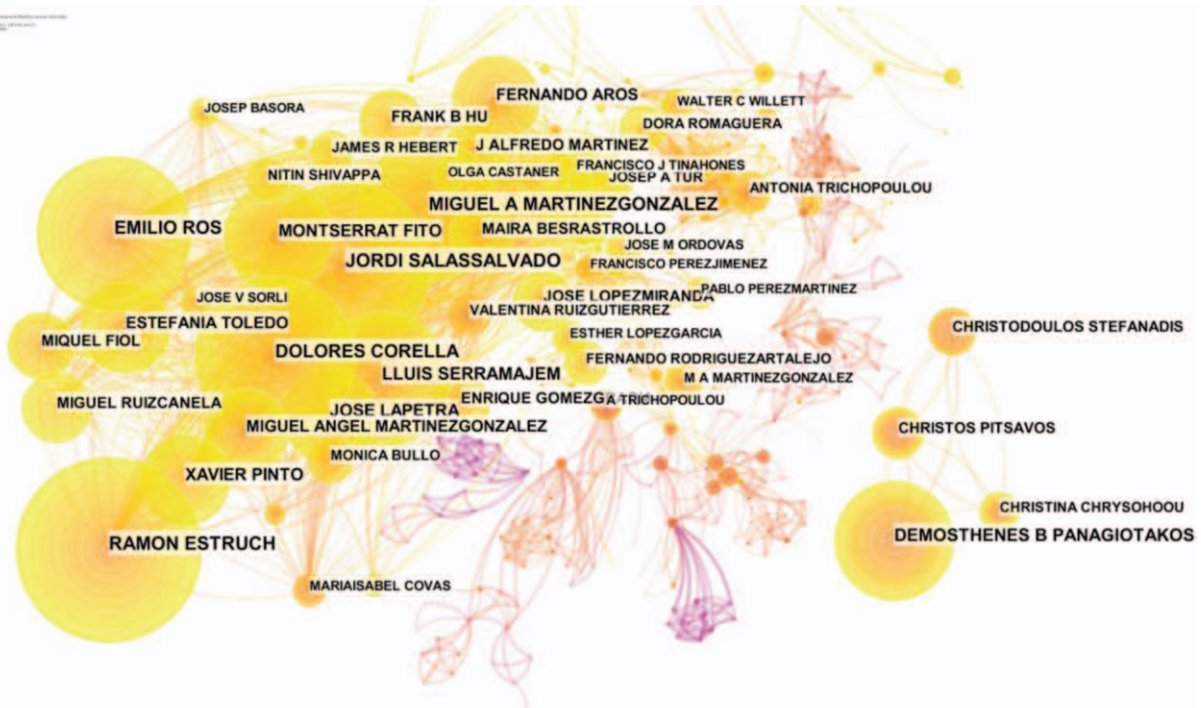 JOSEP BASORA
FERNANDO AROS
WALTER C WILLETT
FRANK B HU
DORA ROMAGUERA
JAMES R HEBERT
J ALFREDO MARTINEZ
FRANCISCO J TINAHONES
NITIN SHIVAPPA
OLGA CASTANER
JOSEP A TUR
ANTONIA TRICHOPOULOU
MIGUEL A MARTINEZGONZALEZ
EMILIO ROS
MONTSERRAT FITO
MAIRA BESRASTROLLO
JOSE M ORDOVAS
JORDI SALASSALVADO
FRANCISCO PEREZJIMENEZ
JOSE V SORLI
JOSE LOPEZMIRANDA
PABLO PEREZMARTINEZ
VALENTINA RUIZGUTIERREZ
ESTEFANIA TOLEDO
CHRISTODOULOS STEFANADIS
MIQUEL FIOL
ESTHER LOPEZGARCIA
DOLORES CORELLA
FERNANDO RODRIGUEZARTALEJO
LLUIS SERRAMAJEM
M A MARTINEZGONZALEZ
MIGUEL RUIZCANELA
ENRIQUE GOMEZG
A TRICHOPOULOU
JOSE LAPETRA
MIGUEL ANGEL MARTINEZGONZALEZ
CHRISTOS PITSAVOS
MONICA BULLO
XAVIER PINTO
CHRISTINA CHRYSOHOOU
RAMON ESTRUCH
DEMOSTHENES B PANAGIOTAKOS
MARIAISABEL COVAS